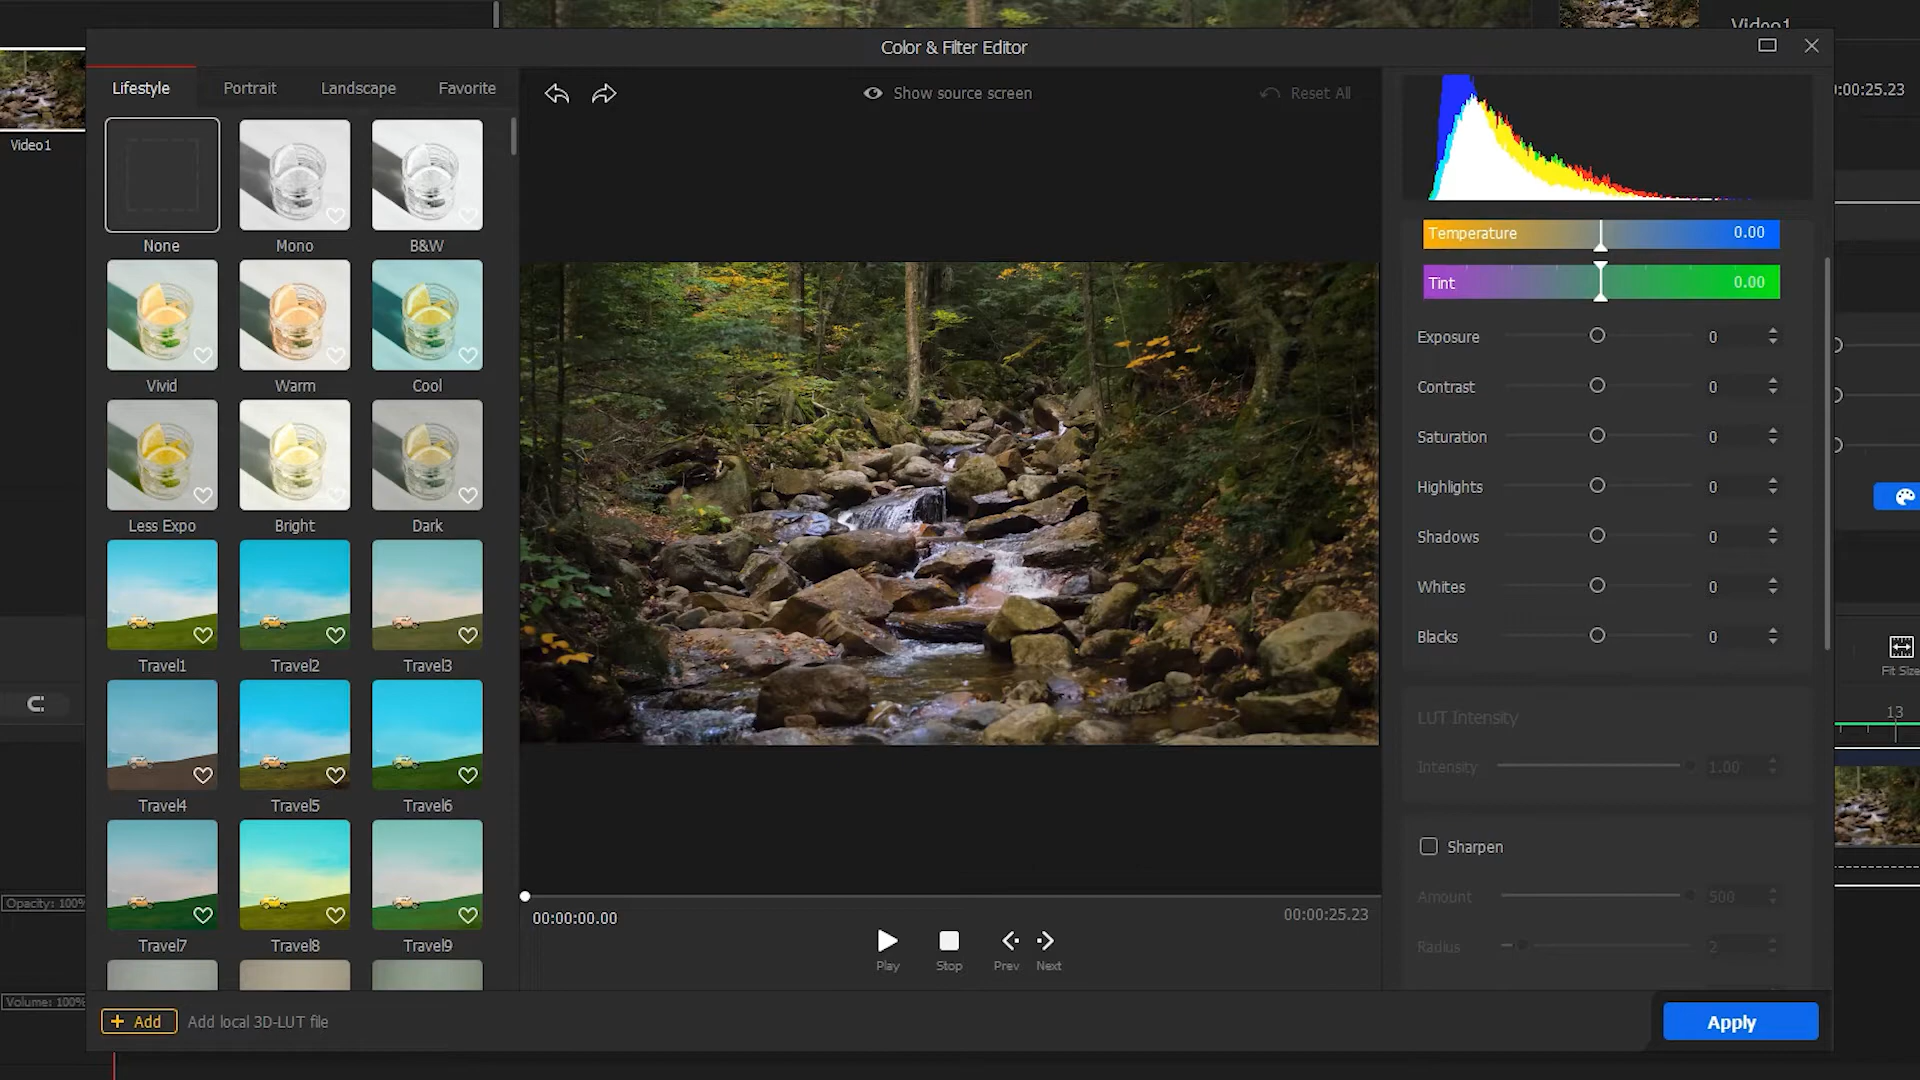 Video1
Color & Filter Editor
Lifestyle
Portrait
Landscape
Favorite
Show source screen
Reset All
:00:25.23
Video1
None
Mono
B&W
Vivid
Warm
Cool
Less Expo
Bright
Dark
Travel1
Travel2
Travel3
Travel4
Travel5
Travel6
Travel7
Travel8
Travel9
Temperature 0.00
Tint 0.00
Exposure 0
Contrast 0
Saturation 0
Highlights 0
Shadows 0
Whites 0
Blacks 0
LUT Intensity
Intensity 1.00
Sharpen
Amount 500
Radius 2
Fit Size
13
Opacity: 100%
Volume: 100%
00:00:00.00
00:00:25.23
Play
Stop
Prev
Next
+ Add
Add local 3D-LUT file
Apply